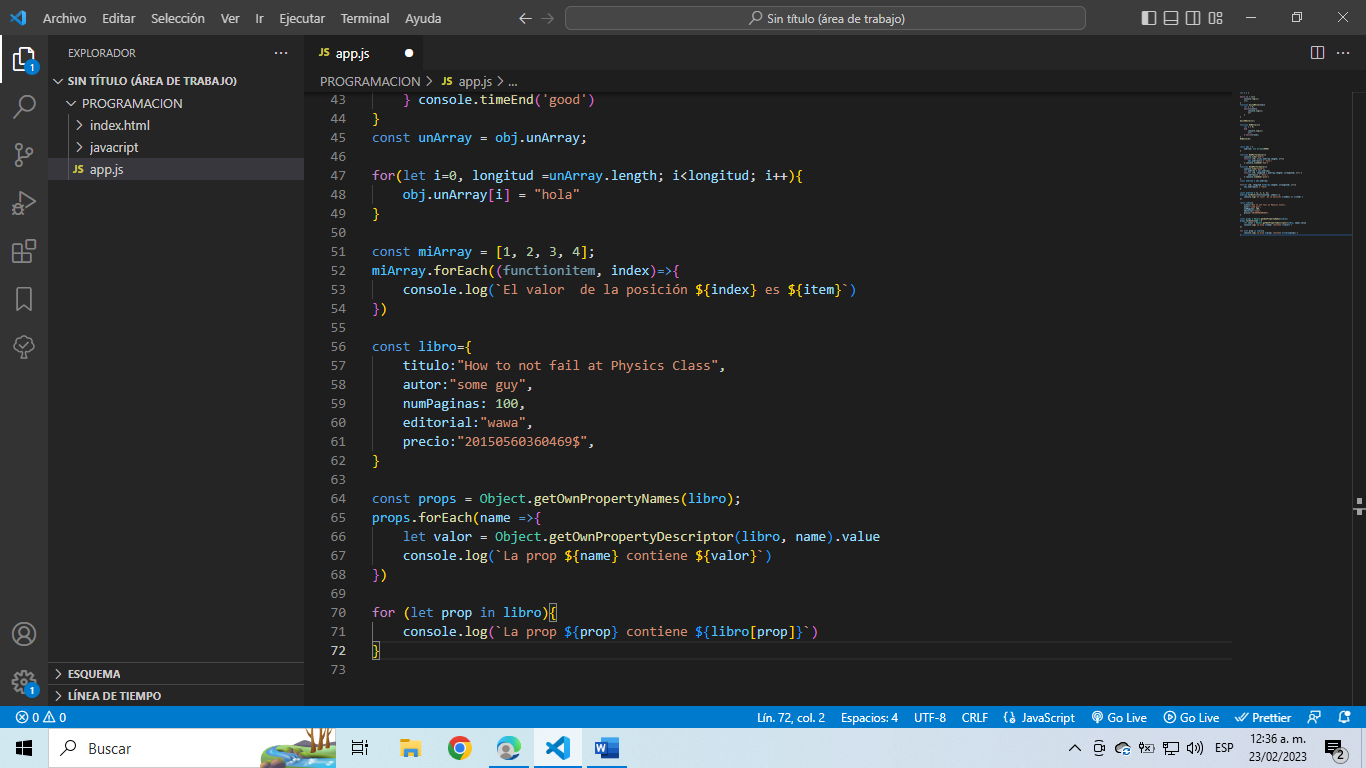 Archivo Editar Selección Ver Ir Ejecutar Terminal Ayuda
Sin título (área de trabajo)
EXPLORADOR
SIN TÍTULO (ÁREA DE TRABAJO)
PROGRAMACION
index.html
javacript
JS app.js
JS app.js
PROGRAMACION > JS app.js > ...
43 } console.timeEnd('good')
44 }
45 const unArray = obj.unArray;
46
47 for(let i=0, longitud =unArray.length; i<longitud; i++){
48 obj.unArray[i] = "hola"
49 }
50
51 const miArray = [1, 2, 3, 4];
52 miArray.forEach((functionitem, index)=>{
53 console.log(`El valor  de la posición ${index} es ${item}`)
54 })
55
56 const libro={
57 titulo:"How to not fail at Physics Class",
58 autor:"some guy",
59 numPaginas: 100,
60 editorial:"wawa",
61 precio:"20150560360469$",
62 }
63
64 const props = Object.getOwnPropertyNames(libro);
65 props.forEach(name =>{
66 let valor = Object.getOwnPropertyDescriptor(libro, name).value
67 console.log(`La prop ${name} contiene ${valor}`)
68 })
69
70 for (let prop in libro){
71 console.log(`La prop ${prop} contiene ${libro[prop]}`)
72 }
73
1
1
ESQUEMA
LÍNEA DE TIEMPO
0 0 Lín. 72, col. 2 Espacios: 4 UTF-8 CRLF {} JavaScript Go Live Go Live Prettier
Buscar
ESP
12:36 a. m.
23/02/2023
2